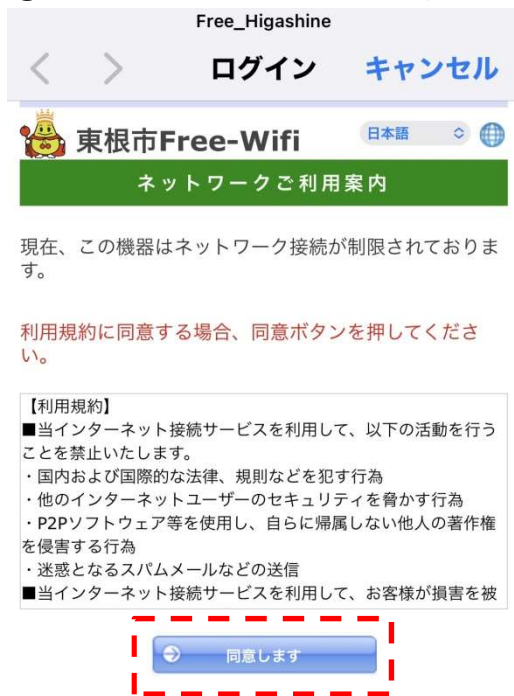 Free_Higashine
ログイン キャンセル
東根市Free-Wifi 日本語
ネットワークご利用案内
現在、この機器はネットワーク接続が制限されておりま
す。
利用規約に同意する場合、同意ボタンを押してくださ
い。
【利用規約】
■当インターネット接続サービスを利用して、以下の活動を行う
ことを禁止いたします。
・国内および国際的な法律、規則などを犯す行為
・他のインターネットユーザーのセキュリティを脅かす行為
・P2Pソフトウェア等を使用し、自らに帰属しない他人の著作権
を侵害する行為
・迷惑となるスパムメールなどの送信
■当インターネット接続サービスを利用して、お客様が損害を被
同意します